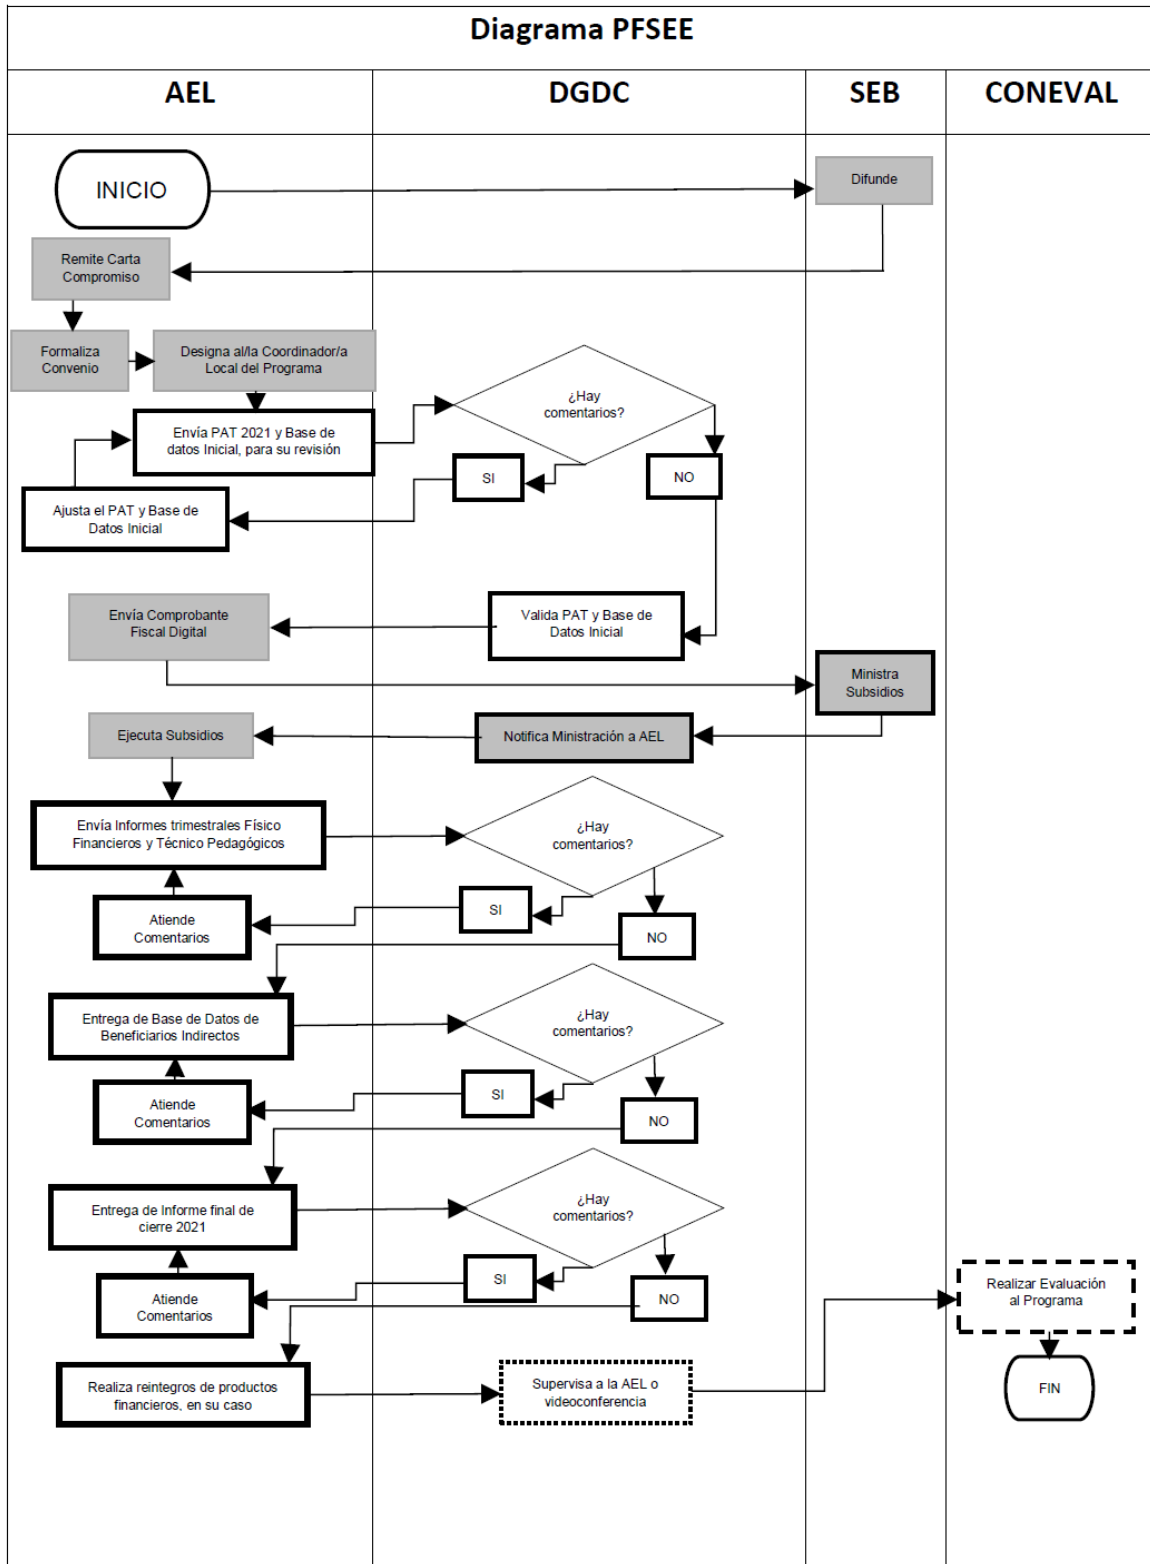 Diagrama PFSEE
AEL
DGDC
SEB
CONEVAL
INICIO
Difunde
Remite Carta
Compromiso
Formaliza
Convenio
Designa al/la Coordinador/a
Local del Programa
¿Hay
comentarios?
Envía PAT 2021 y Base de
datos Inicial, para su revisión
SI
NO
Ajusta el PAT y Base de
Datos Inicial
Envía Comprobante
Fiscal Digital
Valida PAT y Base de
Datos Inicial
Ministra
Subsidios
Ejecuta Subsidios
Notifica Ministración a AEL
Envía Informes trimestrales Físico
Financieros y Técnico Pedagógicos
¿Hay
comentarios?
SI
Atiende
Comentarios
NO
Entrega de Base de Datos de
Beneficiarios Indirectos
¿Hay
comentarios?
SI
Atiende
Comentarios
NO
Entrega de Informe final de
cierre 2021
¿Hay
comentarios?
SI
Atiende
Comentarios
NO
Realizar Evaluación
al Programa
Realiza reintegros de productos
financieros, en su caso
Supervisa a la AEL o
videoconferencia
FIN